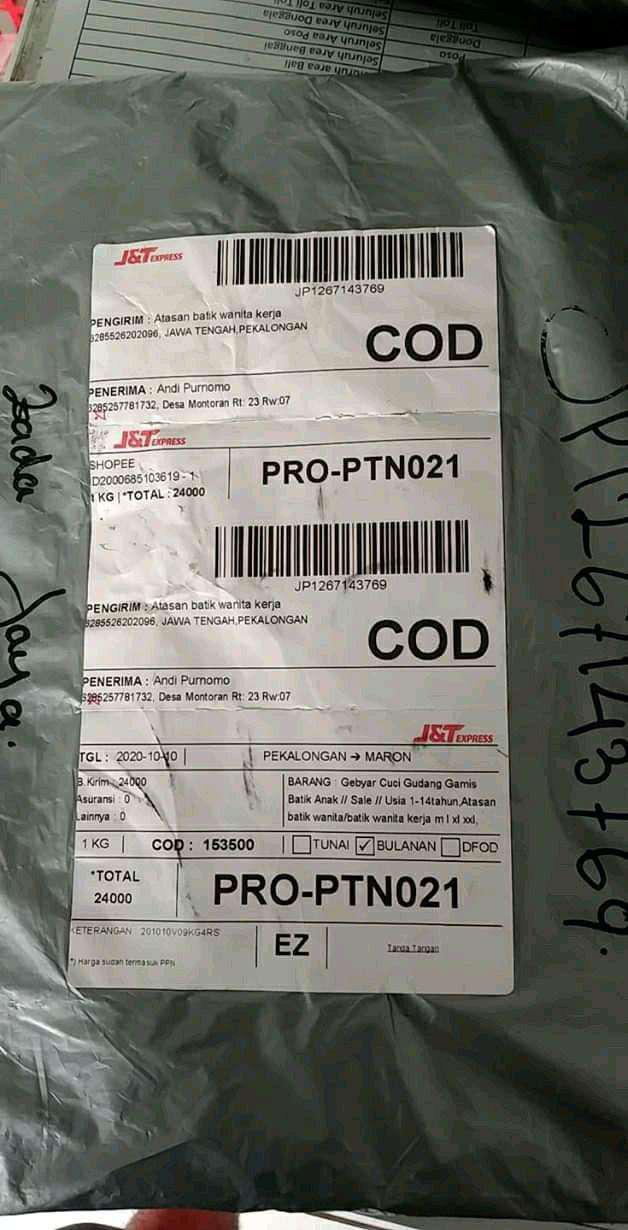 Seluruh Area Toli Toli
Toli Toli
Seluruh Area Donggala
Donggala
Seluruh Area Poso
Poso
Seluruh Area Banggai
area Bali
J&T EXPRESS
JP1267143769
PENGIRIM : Atasan batik wanita kerja
6285526202096, JAWA TENGAH,PEKALONGAN
COD
PENERIMA : Andi Purnomo
6285257781732, Desa Montoran Rt: 23 Rw:07
J&T EXPRESS
SHOPEE
ID2000685103619 - 1
1 KG | *TOTAL : 24000
PRO-PTN021
JP1267143769
PENGIRIM : Atasan batik wanita kerja
6285526202096, JAWA TENGAH,PEKALONGAN
COD
PENERIMA : Andi Purnomo
6285257781732, Desa Montoran Rt: 23 Rw:07
J&T EXPRESS
TGL : 2020-10-10 | PEKALONGAN → MARON
B.Kirim : 24000
Asuransi : 0
Lainnya : 0
BARANG : Gebyar Cuci Gudang Gamis
Batik Anak // Sale // Usia 1-14tahun,Atasan
batik wanita/batik wanita kerja m l xl xxl,
1 KG | COD : 153500 | TUNAI BULANAN DFOD
*TOTAL
24000
PRO-PTN021
KETERANGAN 201010V09KG4RS
*) Harga sudah termasuk PPN
EZ
Tanda Tangan
JP1267143769.
Jaya.